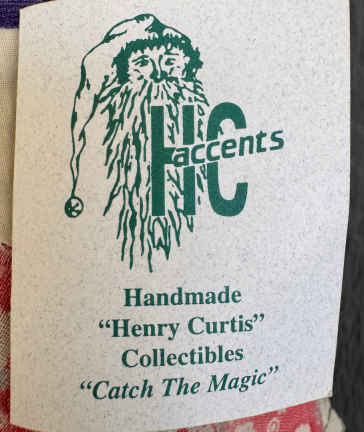 HC
accents
Handmade
“Henry Curtis”
Collectibles
“Catch The Magic”